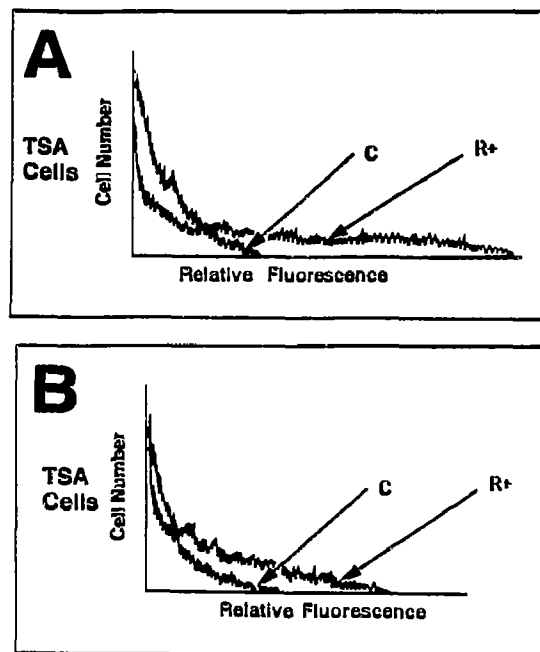 A
TSA
Cells
Cell Number
C
R+
Relative Fluorescence
B
TSA
Cells
Cell Number
C
R+
Relative Fluorescence